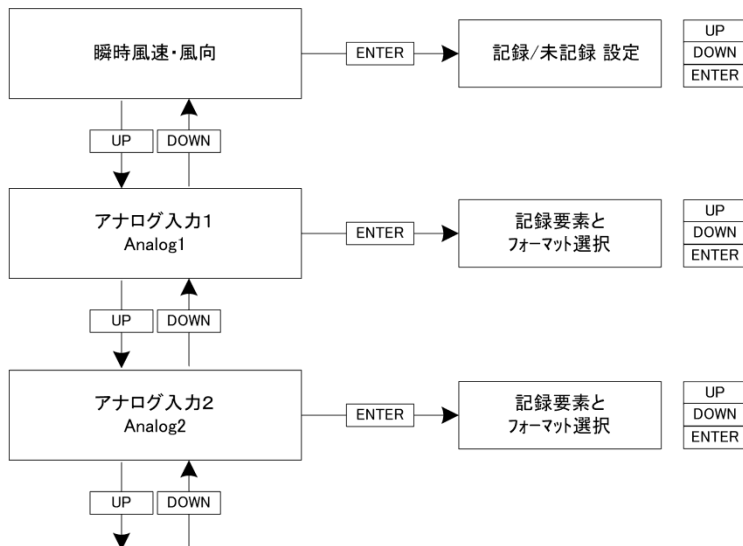 瞬時風速・風向
ENTER
記録/未記録 設定
UP
DOWN
ENTER
UP
DOWN
アナログ入力1
Analog1
ENTER
記録要素と
フォーマット選択
UP
DOWN
ENTER
UP
DOWN
アナログ入力2
Analog2
ENTER
記録要素と
フォーマット選択
UP
DOWN
ENTER
UP
DOWN